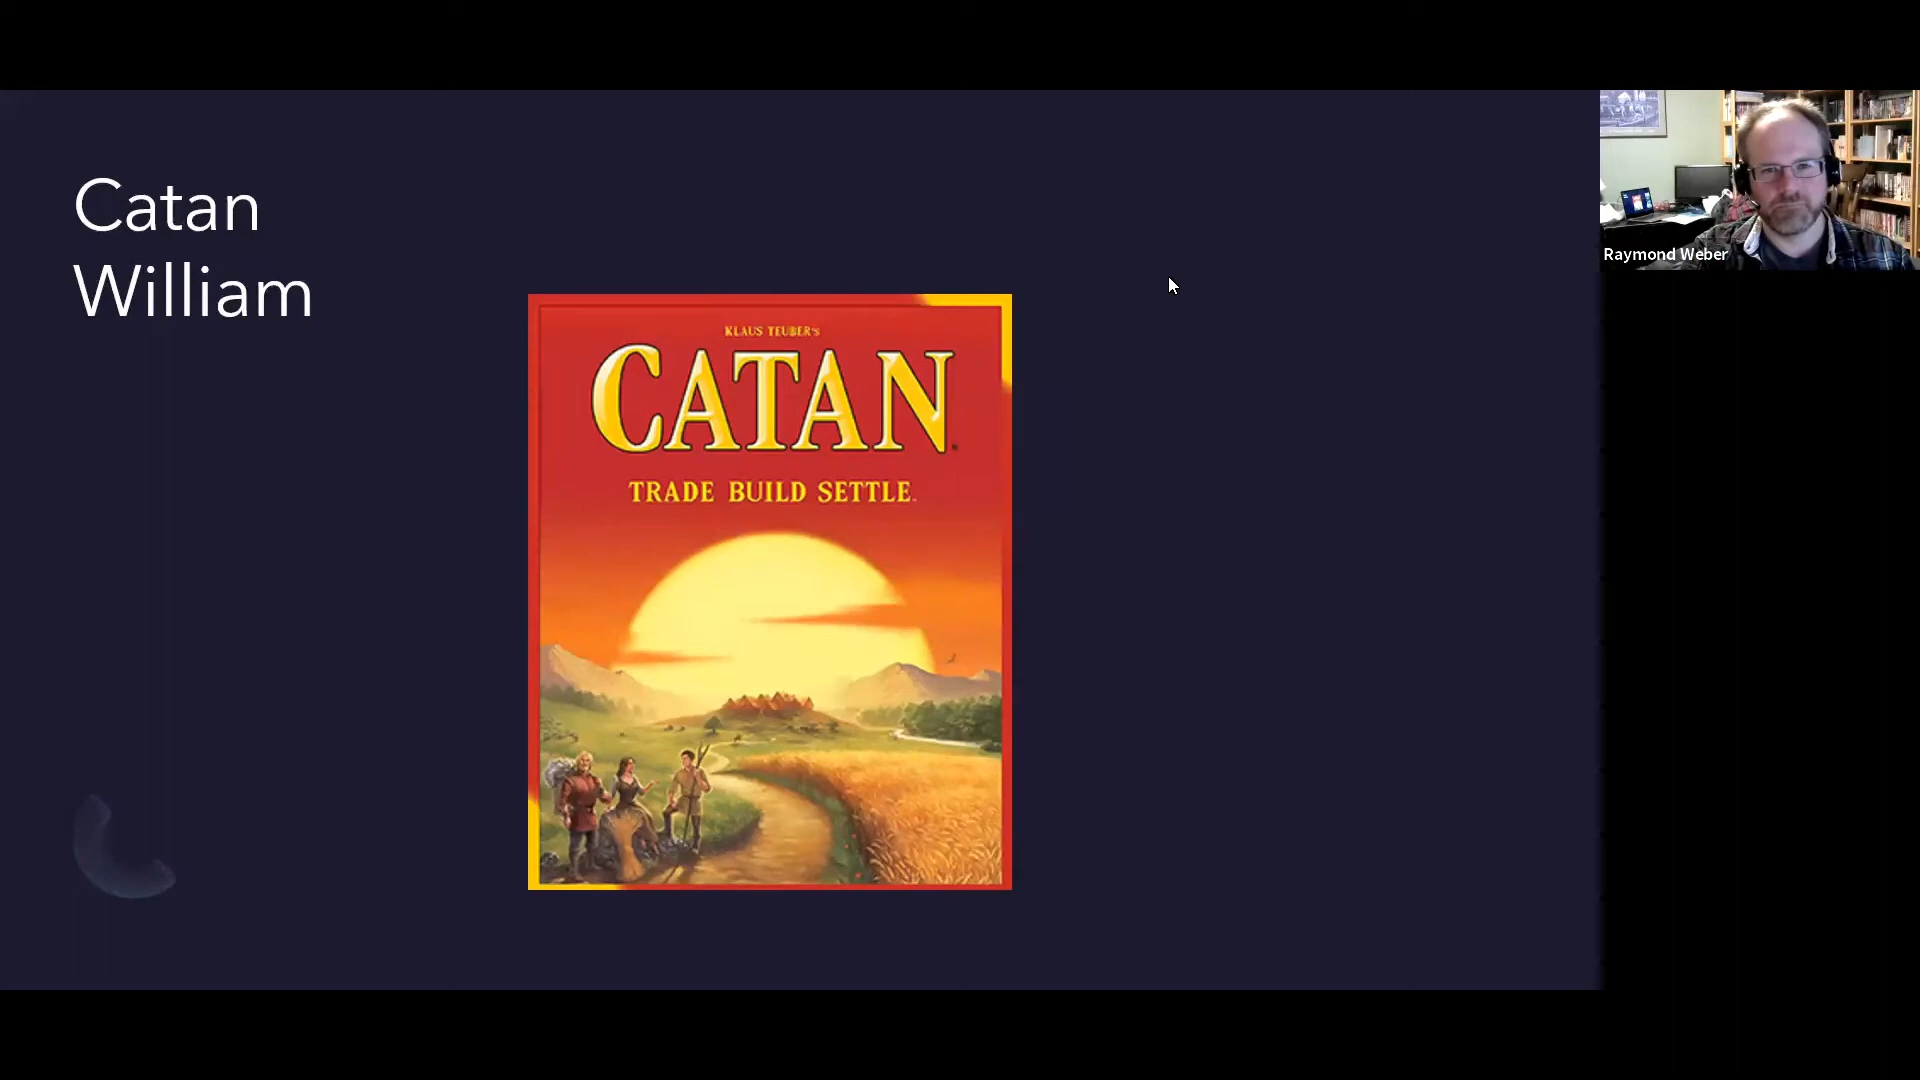 Catan
William
KLAUS TEUBER'S
CATAN
TRADE BUILD SETTLE
Raymond Weber